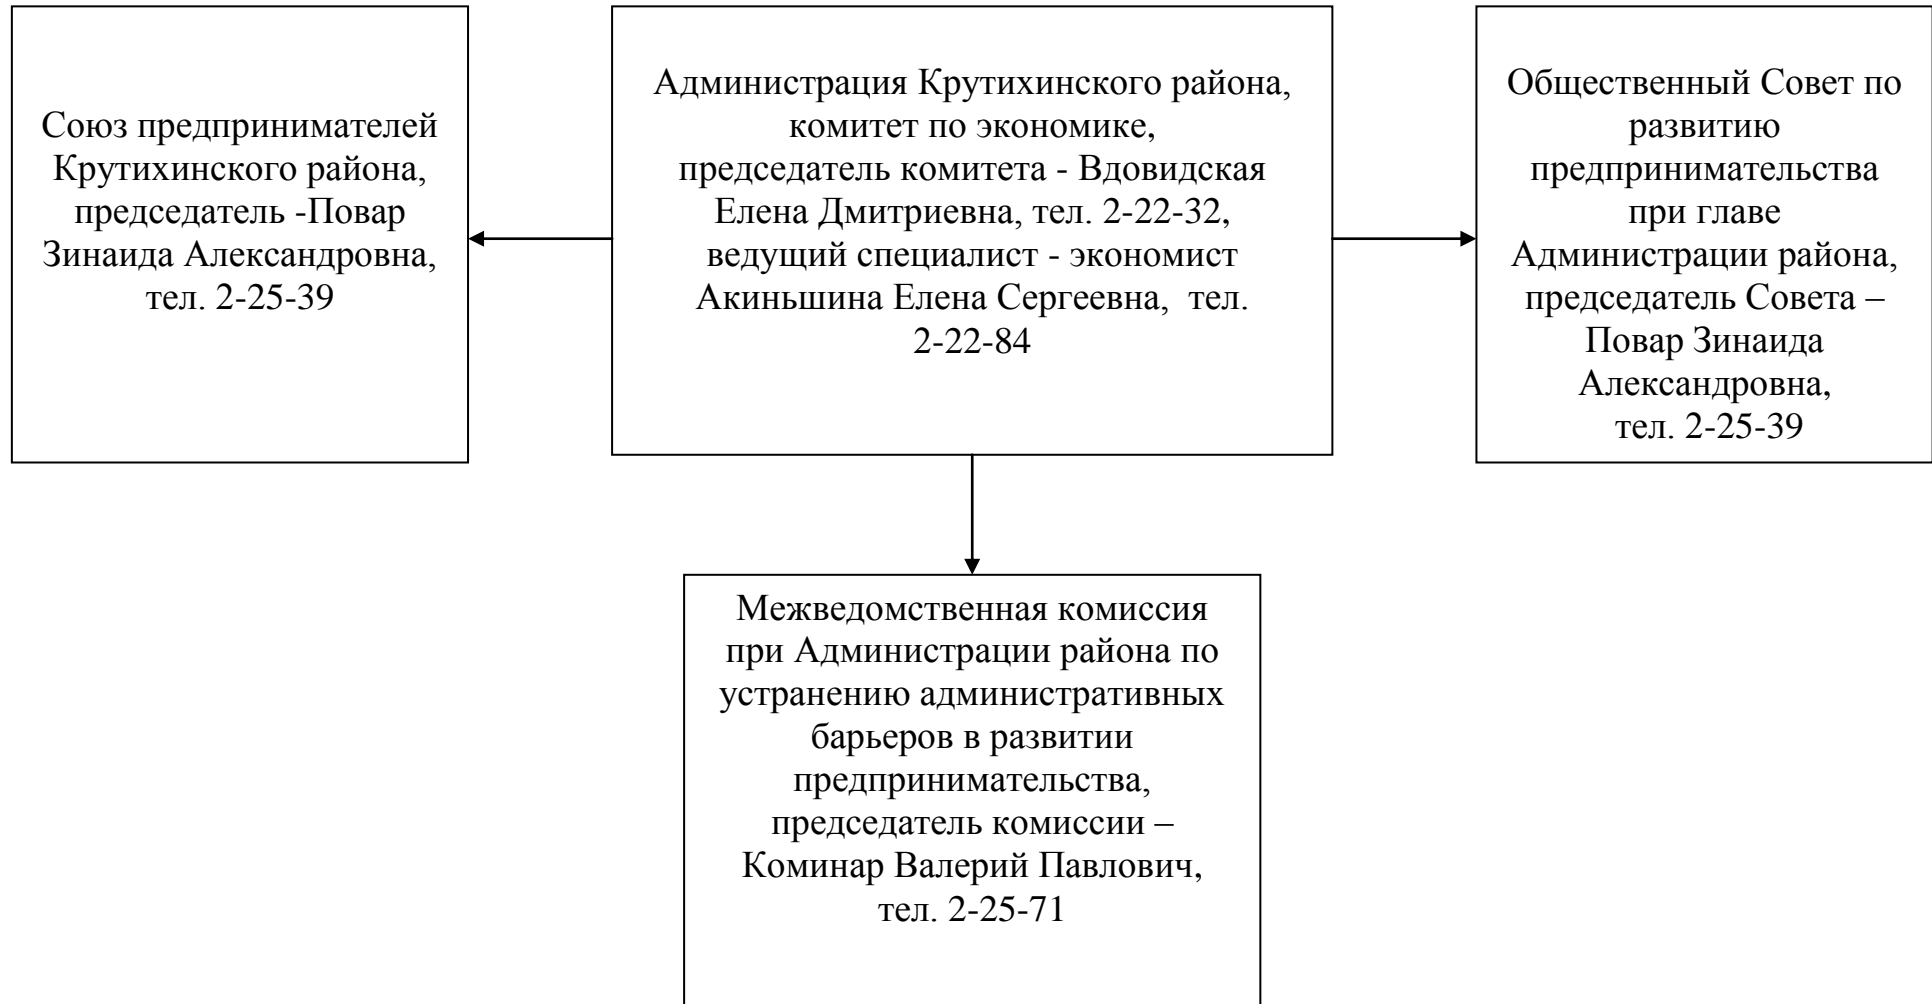 Союз предпринимателей
Крутихинского района,
председатель -Повар
Зинаида Александровна,
тел. 2-25-39
Администрация Крутихинского района,
комитет по экономике,
председатель комитета - Вдовидская
Елена Дмитриевна, тел. 2-22-32,
ведущий специалист - экономист
Акиньшина Елена Сергеевна, тел.
2-22-84
Общественный Совет по
развитию
предпринимательства
при главе
Администрации района,
председатель Совета –
Повар Зинаида
Александровна,
тел. 2-25-39
Межведомственная комиссия
при Администрации района по
устранению административных
барьеров в развитии
предпринимательства,
председатель комиссии –
Коминар Валерий Павлович,
тел. 2-25-71